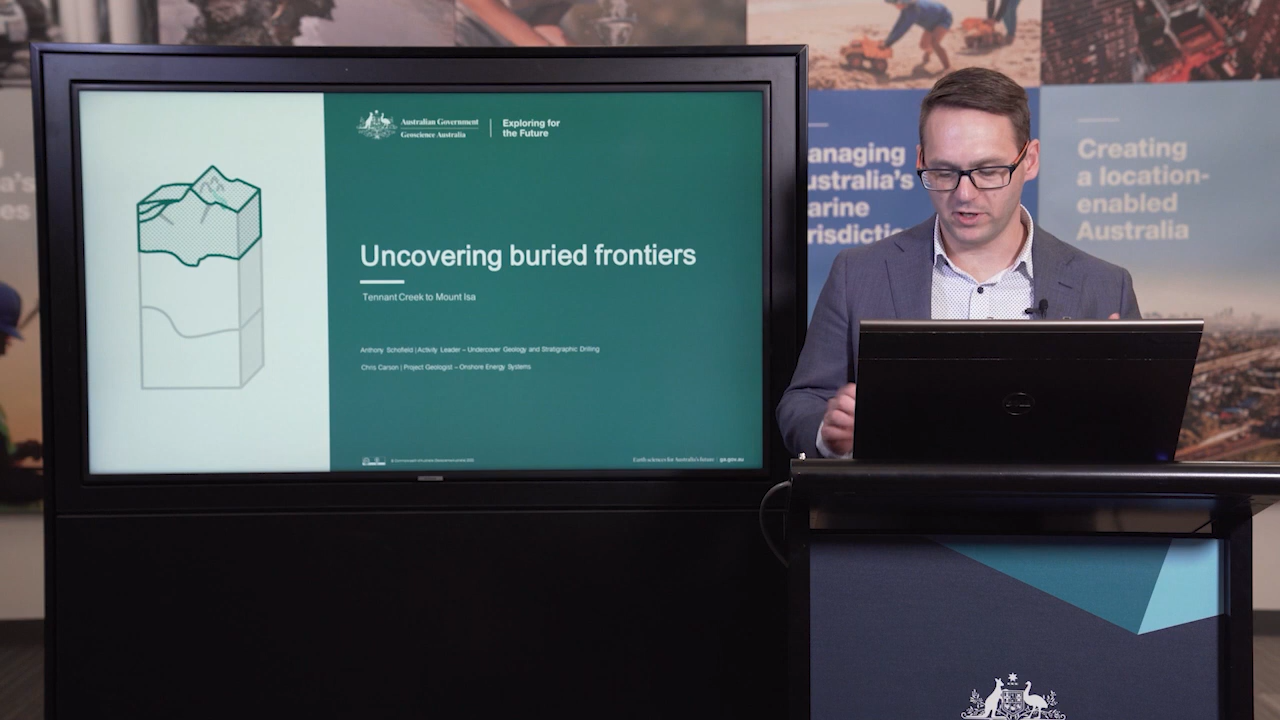 Australian Government
Geoscience Australia
Exploring for
the Future
Uncovering buried frontiers
Tennant Creek to Mount Isa
Anthony Schofield | Activity Leader – Undercover Geology and Stratigraphic Drilling
Chris Carson | Project Geologist – Onshore Energy Systems
Earth sciences for Australia's future | ga.gov.au
anaging
ustralia's
arine
risdictio
Creating
a location-
enabled
Australia
DELL